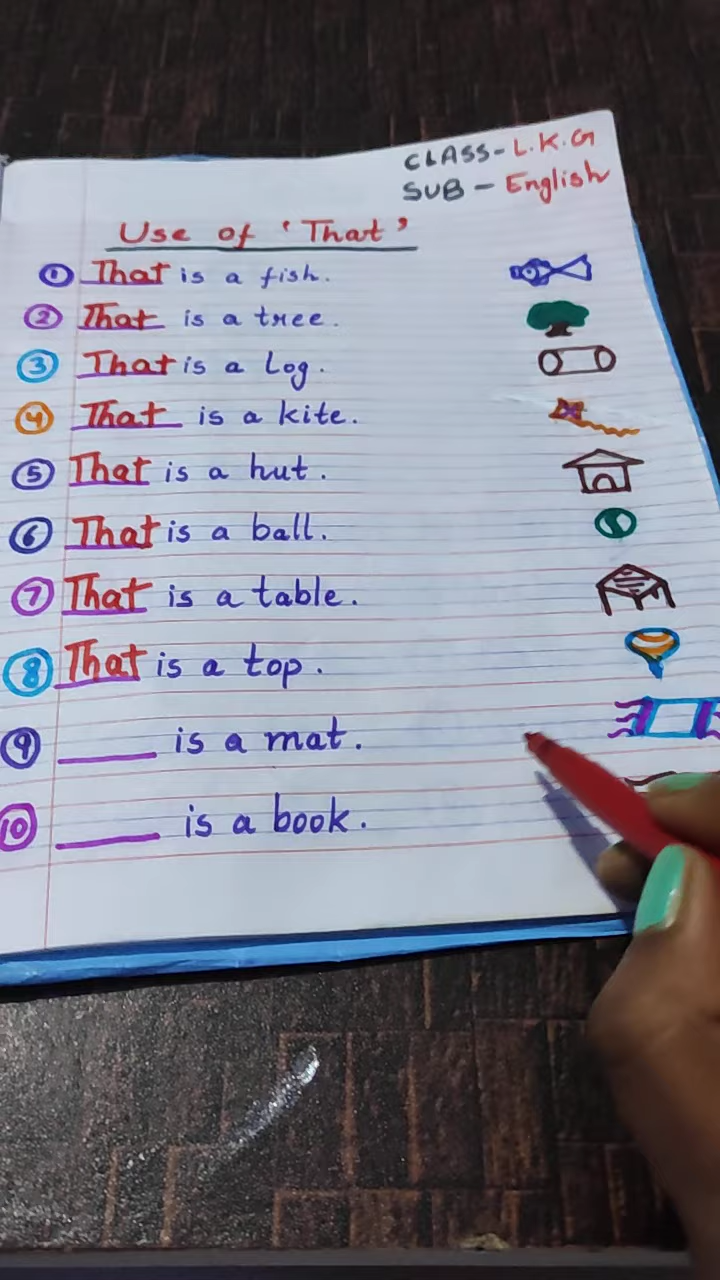 CLASS- L.K.G
SUB - English
Use of 'That'
1 That is a fish.
2 That is a tree.
3 That is a Log.
4 That is a kite.
5 That is a hut.
6 That is a ball.
7 That is a table.
8 That is a top.
9 ____ is a mat.
10 ____ is a book.